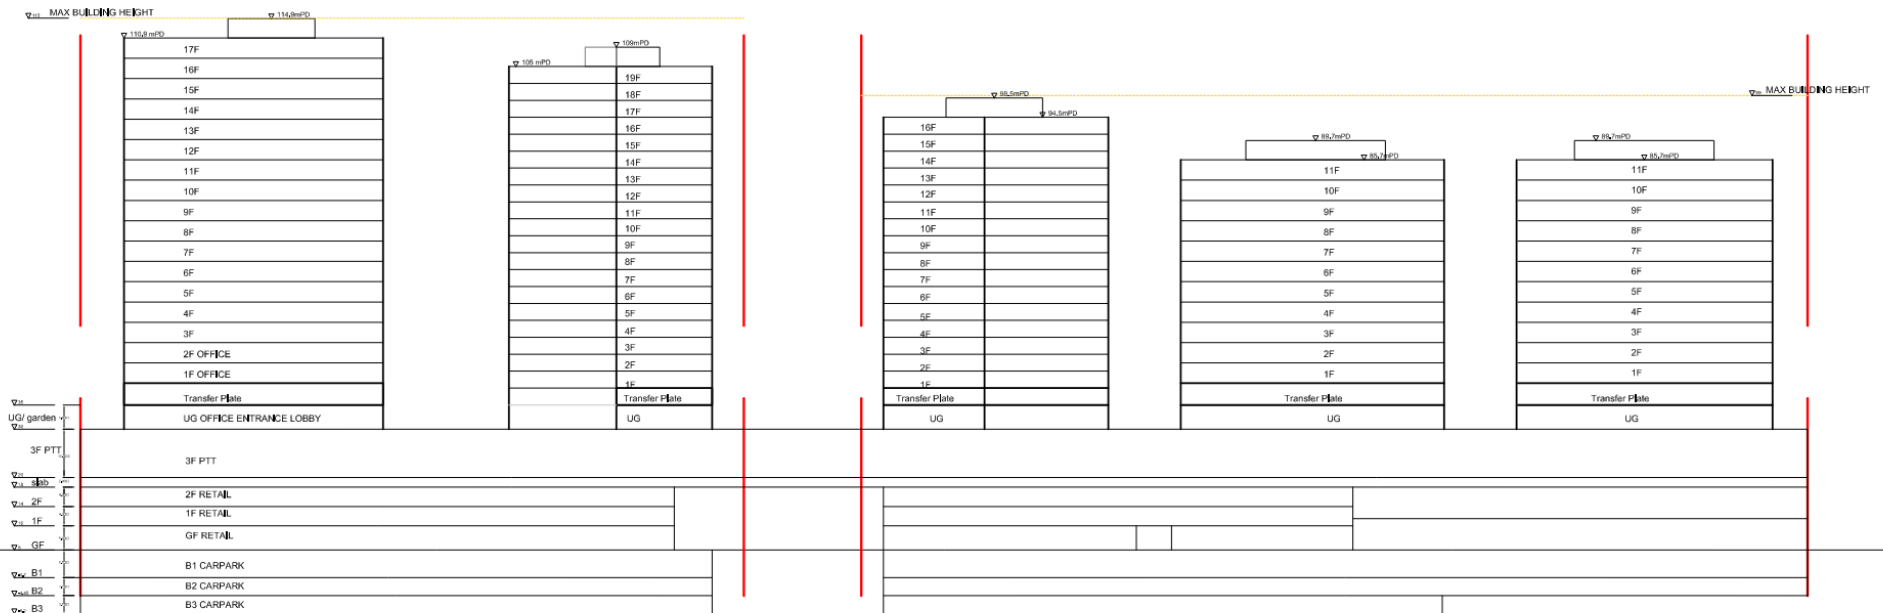 MAX BUILDING HEIGHT
114.9mPD
110.9 mPD
17F
16F
15F
14F
13F
12F
11F
10F
9F
8F
7F
6F
5F
4F
3F
2F OFFICE
1F OFFICE
Transfer Plate
UG OFFICE ENTRANCE LOBBY
109mPD
105 mPD
19F
18F
17F
16F
15F
14F
13F
12F
11F
10F
9F
8F
7F
6F
5F
4F
3F
2F
1F
Transfer Plate
UG
98.5mPD
94.5mPD
16F
15F
14F
13F
12F
11F
10F
9F
8F
7F
6F
5F
4F
3F
2F
1F
Transfer Plate
UG
89.7mPD
85.7mPD
11F
10F
9F
8F
7F
6F
5F
4F
3F
2F
1F
Transfer Plate
UG
MAX BUILDING HEIGHT
89.7mPD
85.7mPD
11F
10F
9F
8F
7F
6F
5F
4F
3F
2F
1F
Transfer Plate
UG
UG/ garden
3F PTT
slab
2F
1F
GF
B1
B2
B3
3F PTT
2F RETAIL
1F RETAIL
GF RETAIL
B1 CARPARK
B2 CARPARK
B3 CARPARK